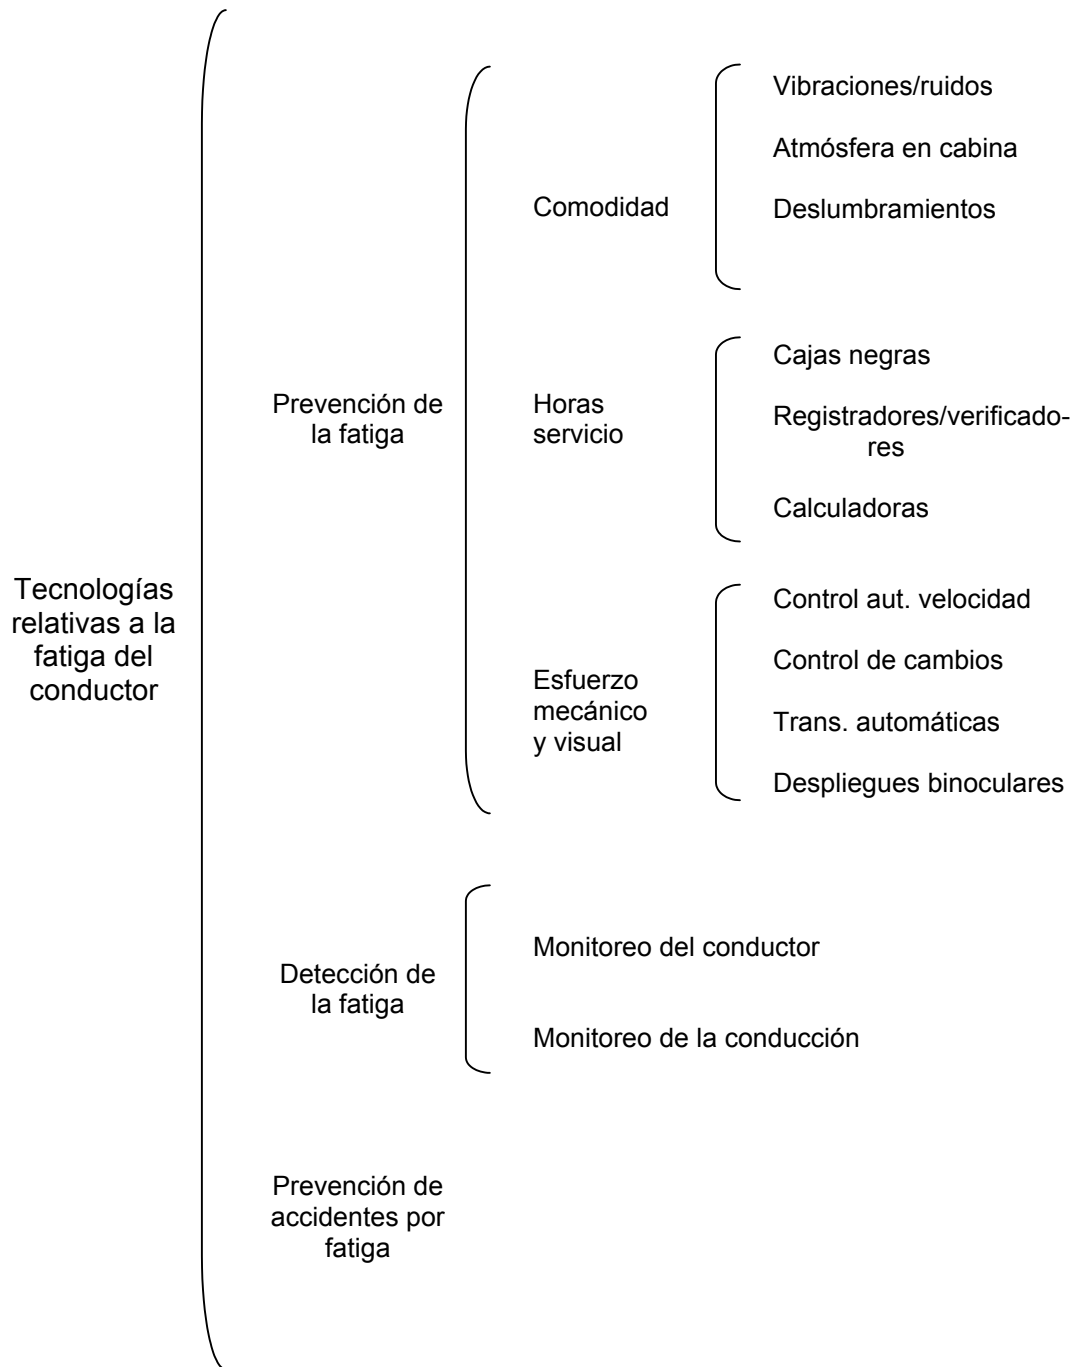 Tecnologías
relativas a la
fatiga del
conductor
Prevención de
la fatiga
Comodidad
Vibraciones/ruidos
Atmósfera en cabina
Deslumbramientos
Horas
servicio
Cajas negras
Registradores/verificado-
res
Calculadoras
Esfuerzo
mecánico
y visual
Control aut. velocidad
Control de cambios
Trans. automáticas
Despliegues binoculares
Detección de
la fatiga
Monitoreo del conductor
Monitoreo de la conducción
Prevención de
accidentes por
fatiga